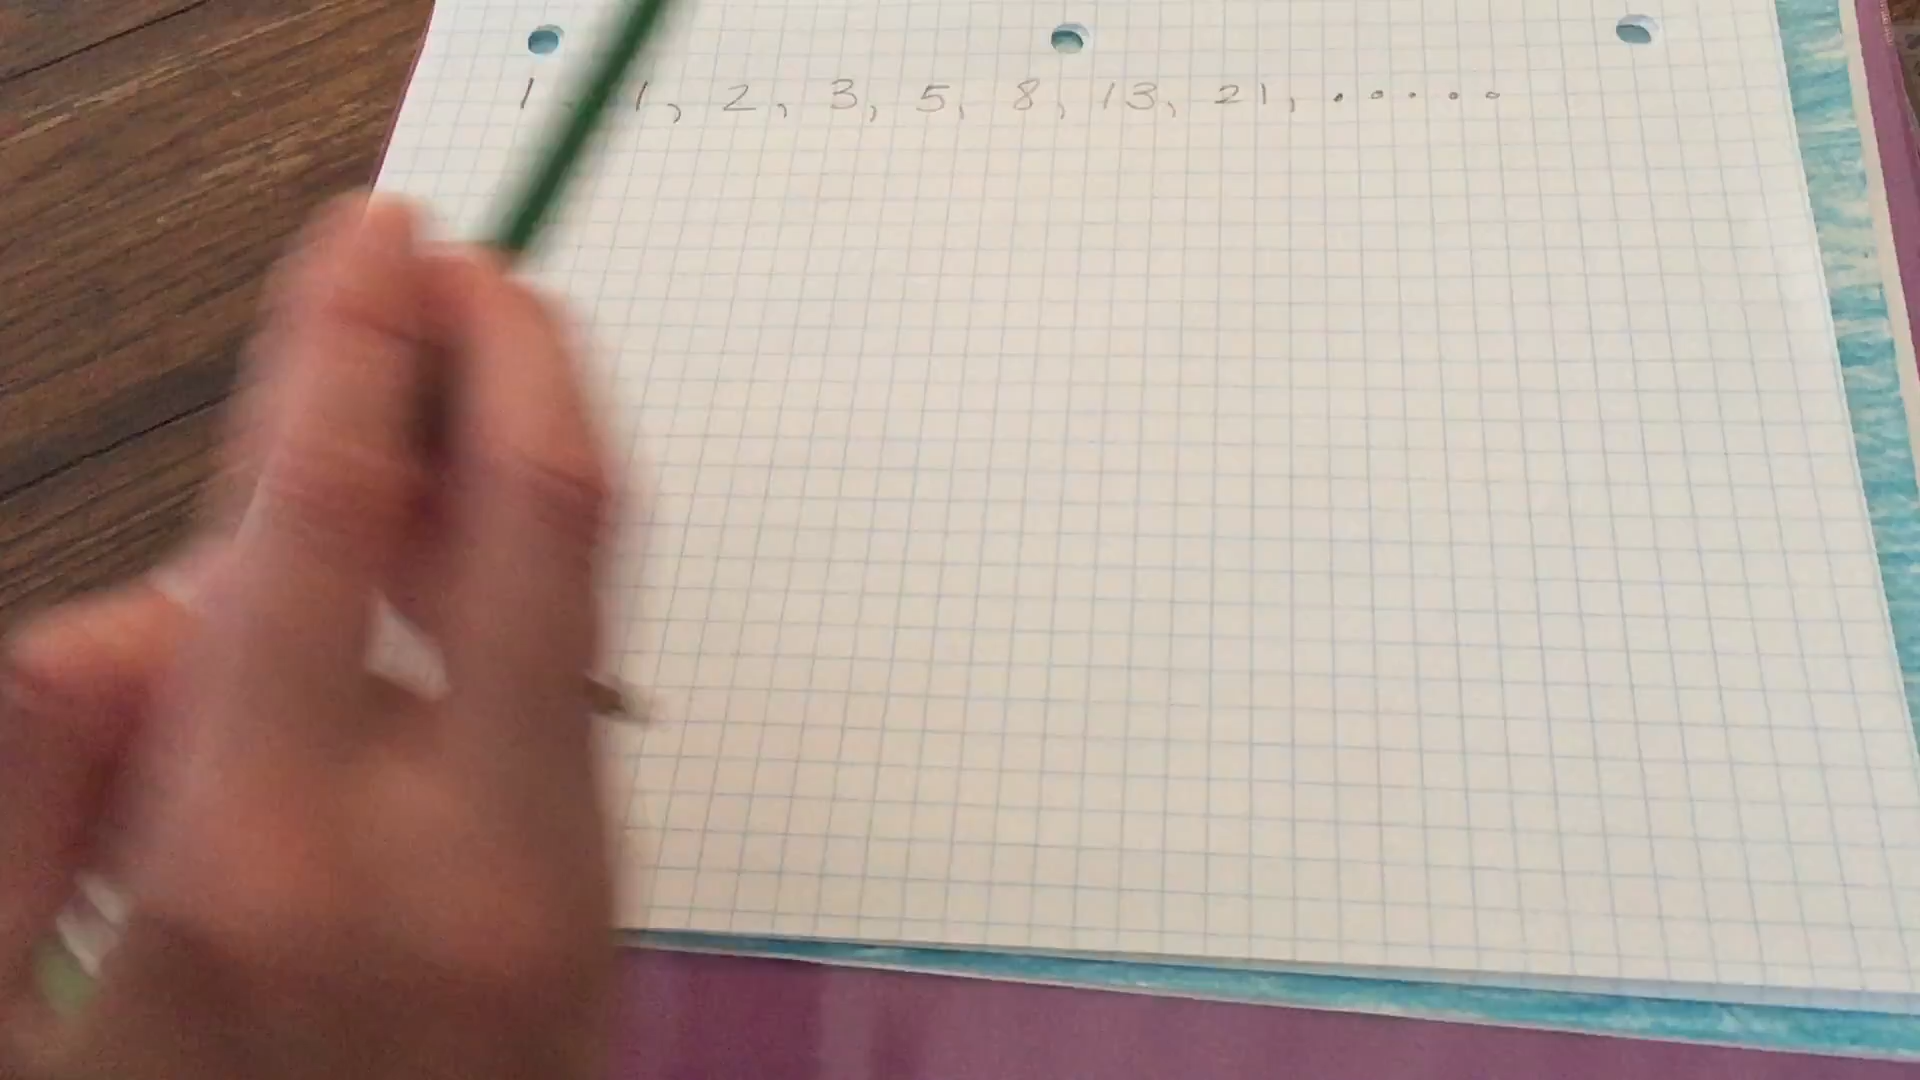 1, 1, 2, 3, 5, 8, 13, 21, . . . . .